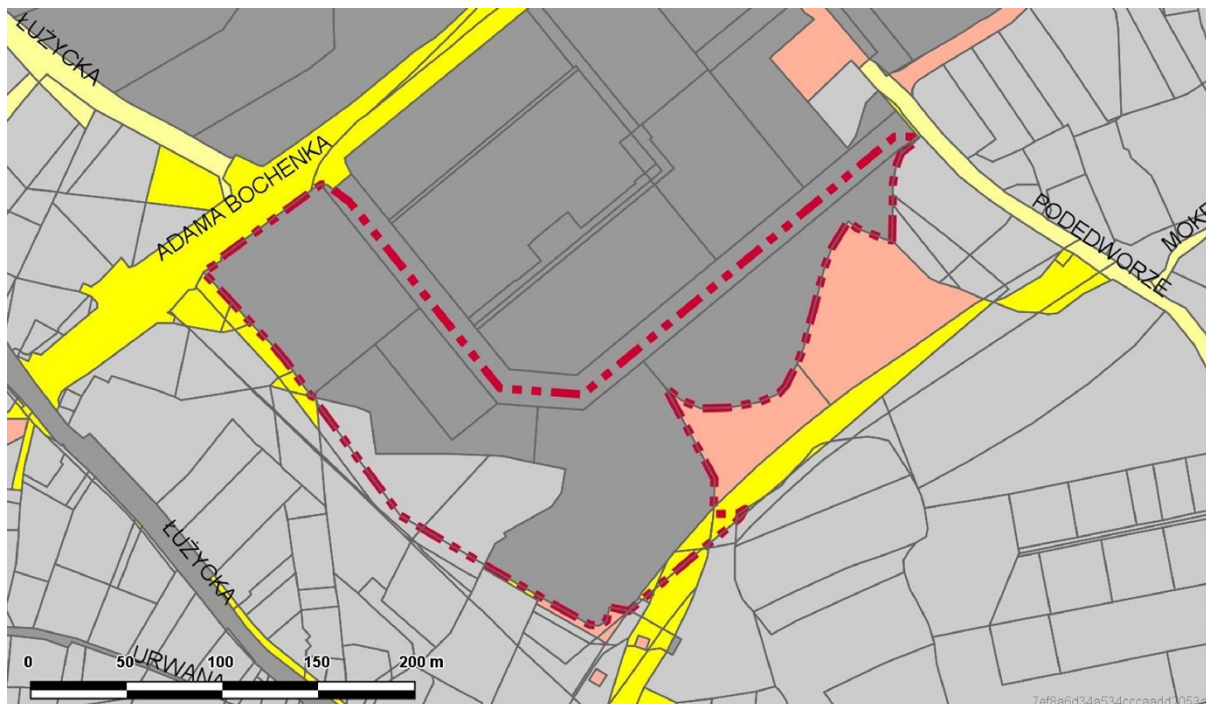 ŁUŻYCKA
ADAMA BOCHENKA
PODEDWORZE
ŁUŻYCKA
URWANA
0 50 100 150 200 m